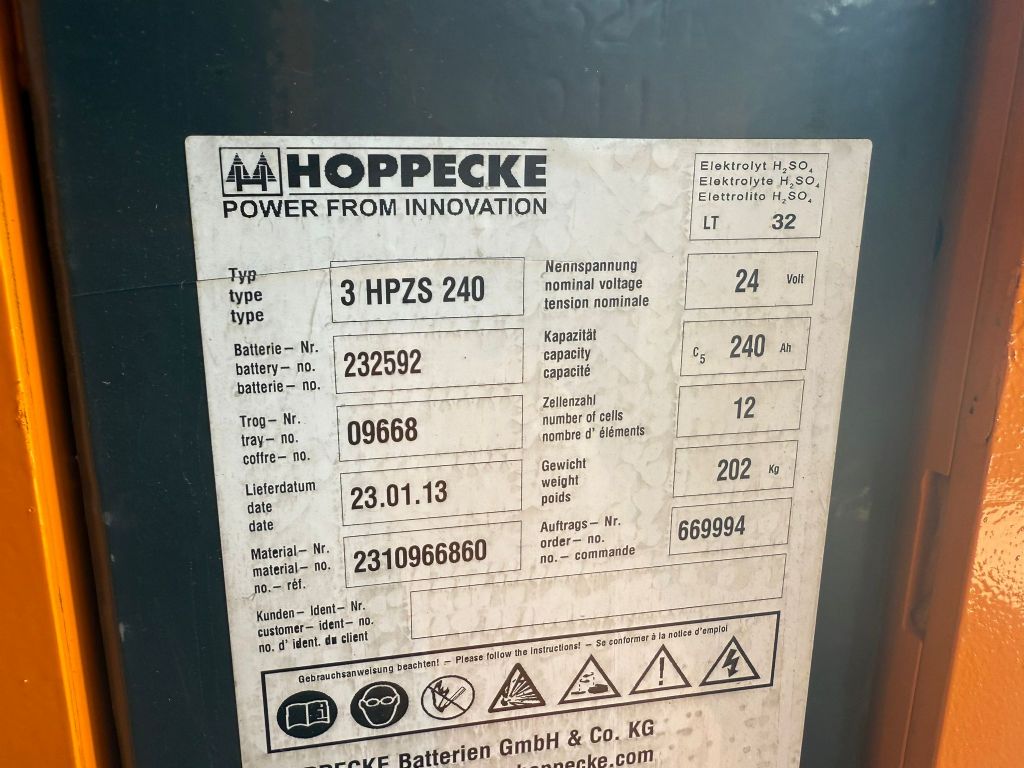 HOPPECKE
POWER FROM INNOVATION
Elektrolyt H₂SO₄
Elektrolyte H₂SO₄
Elettrolito H₂SO₄
LT 32
Typ
type
type
3 HPZS 240
Nennspannung
nominal voltage
tension nominale
24 Volt
Batterie – Nr.
battery – no.
batterie – no.
232592
Kapazität
capacity
capacité
C₅ 240 Ah
Trog – Nr.
tray – no.
coffre – no.
09668
Zellenzahl
number of cells
nombre d' éléments
12
Lieferdatum
date
date
23.01.13
Gewicht
weight
poids
202 Kg
Material – Nr.
material – no.
no. – réf.
2310966860
Auftrags – Nr.
order – no.
no. – commande
669994
Kunden – Ident – Nr.
customer – ident – no.
no. d' ident. du client
Gebrauchsanweisung beachten! – Please follow the instructions! – Se conformer à la notice d'emploi
Batterien GmbH & Co. KG